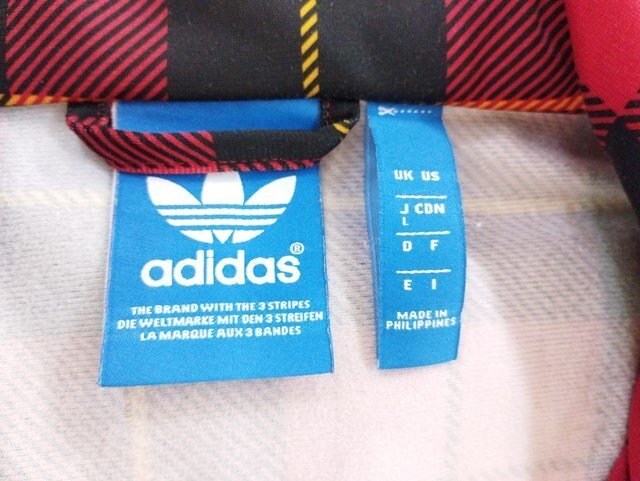 adidas®
THE BRAND WITH THE 3 STRIPES
DIE WELTMARKE MIT DEN 3 STREIFEN
LA MARQUE AUX 3 BANDES
UK US
J CDN
L
D F
E I
MADE IN
PHILIPPINES